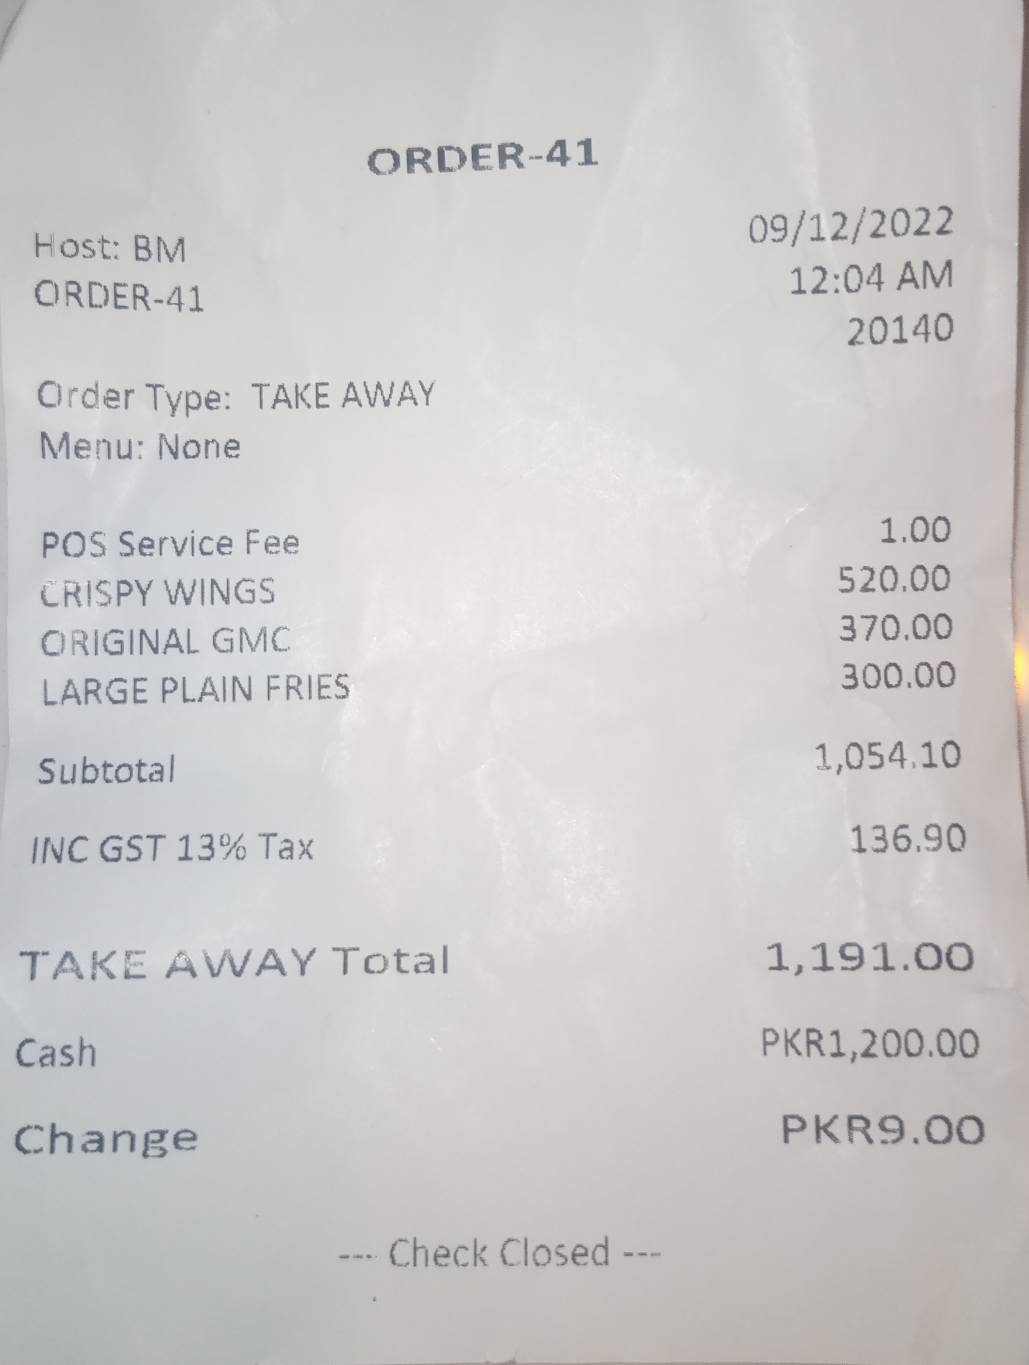 ORDER-41
Host: BM 09/12/2022
ORDER-41 12:04 AM
20140
Order Type: TAKE AWAY
Menu: None
POS Service Fee 1.00
CRISPY WINGS 520.00
ORIGINAL GMC 370.00
LARGE PLAIN FRIES 300.00
Subtotal 1,054.10
INC GST 13% Tax 136.90
TAKE AWAY Total 1,191.00
Cash PKR1,200.00
Change PKR9.00
--- Check Closed ---